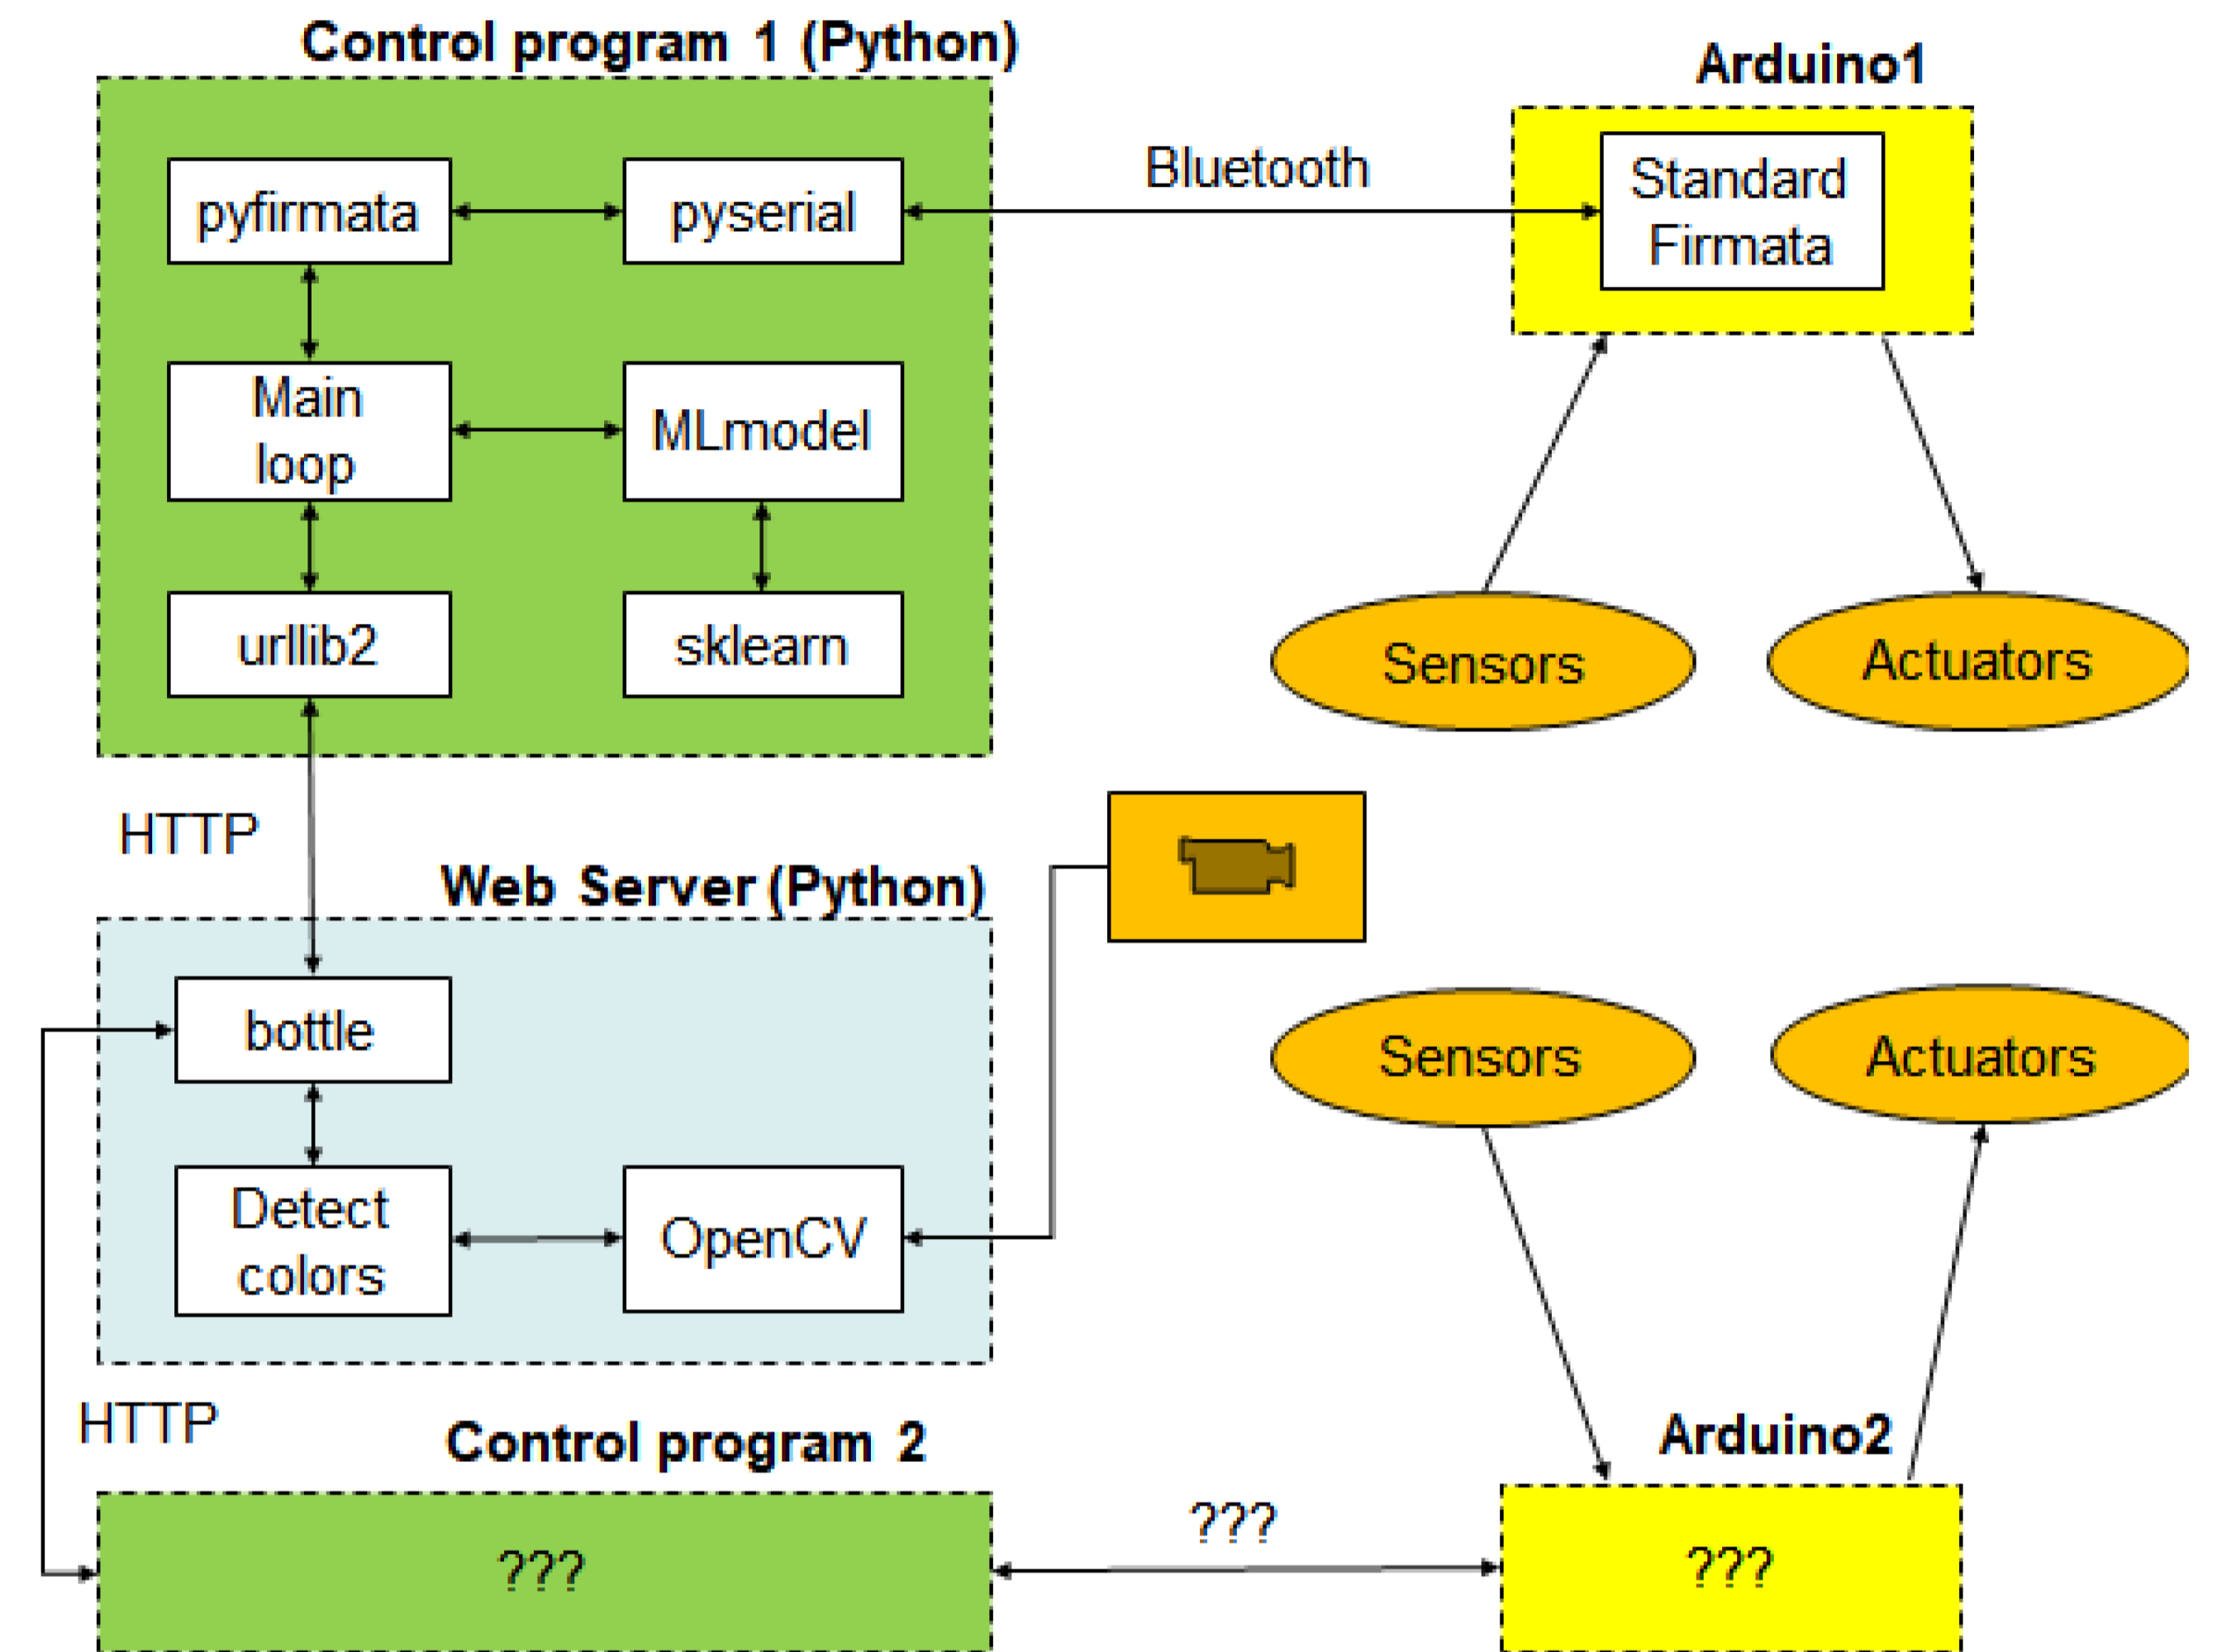 Control program 1 (Python)
Arduino1
pyfirmata
pyserial
Bluetooth
Standard
Firmata
Main
loop
MLmodel
urllib2
sklearn
Sensors
Actuators
HTTP
Web Server (Python)
bottle
Sensors
Actuators
Detect
colors
OpenCV
HTTP
Control program 2
Arduino2
???
???
???